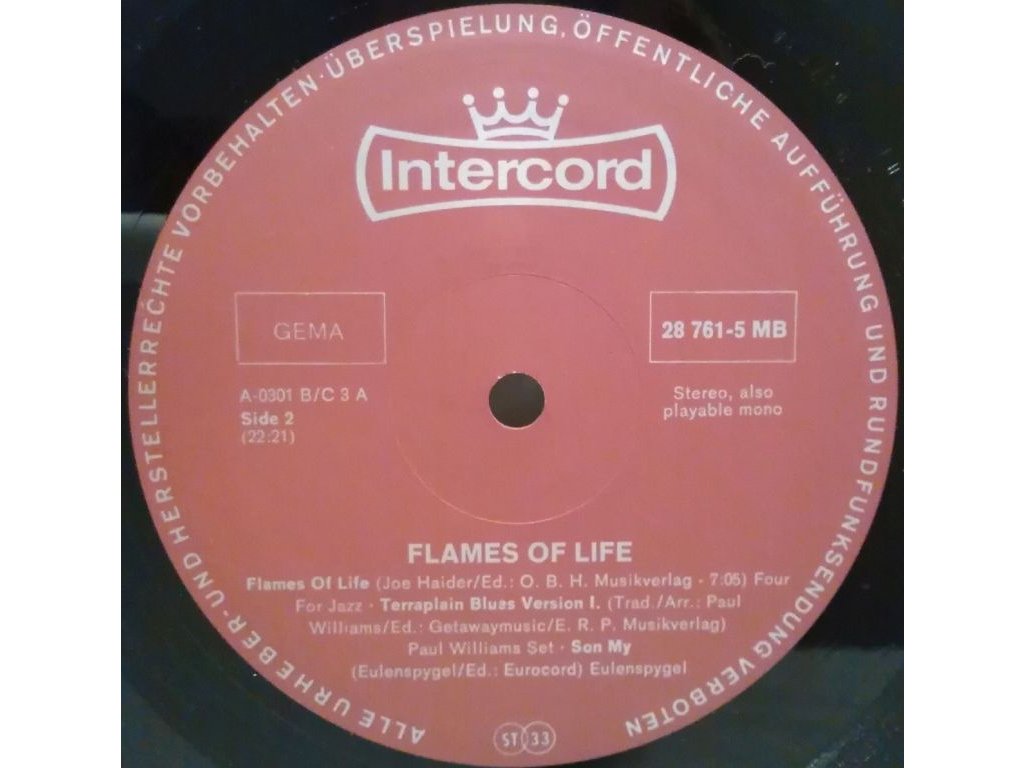 ALLE URHEBER- UND HERSTELLERRECHTE VORBEHALTEN · ÜBERSPIELUNG, ÖFFENTLICHE AUFFÜHRUNG UND RUNDFUNKSENDUNG VERBOTEN
Intercord
GEMA
28 761-5 MB
A-0301 B/C 3 A
Side 2
(22:21)
Stereo, also
playable mono
FLAMES OF LIFE
Flames Of Life (Joe Haider/Ed.: O. B. H. Musikverlag · 7:05) Four
For Jazz · Terraplain Blues Version I. (Trad./Arr.: Paul
Williams/Ed.: Getawaymusic/E. R. P. Musikverlag)
Paul Williams Set · Son My
(Eulenspygel/Ed.: Eurocord) Eulenspygel
ST 33